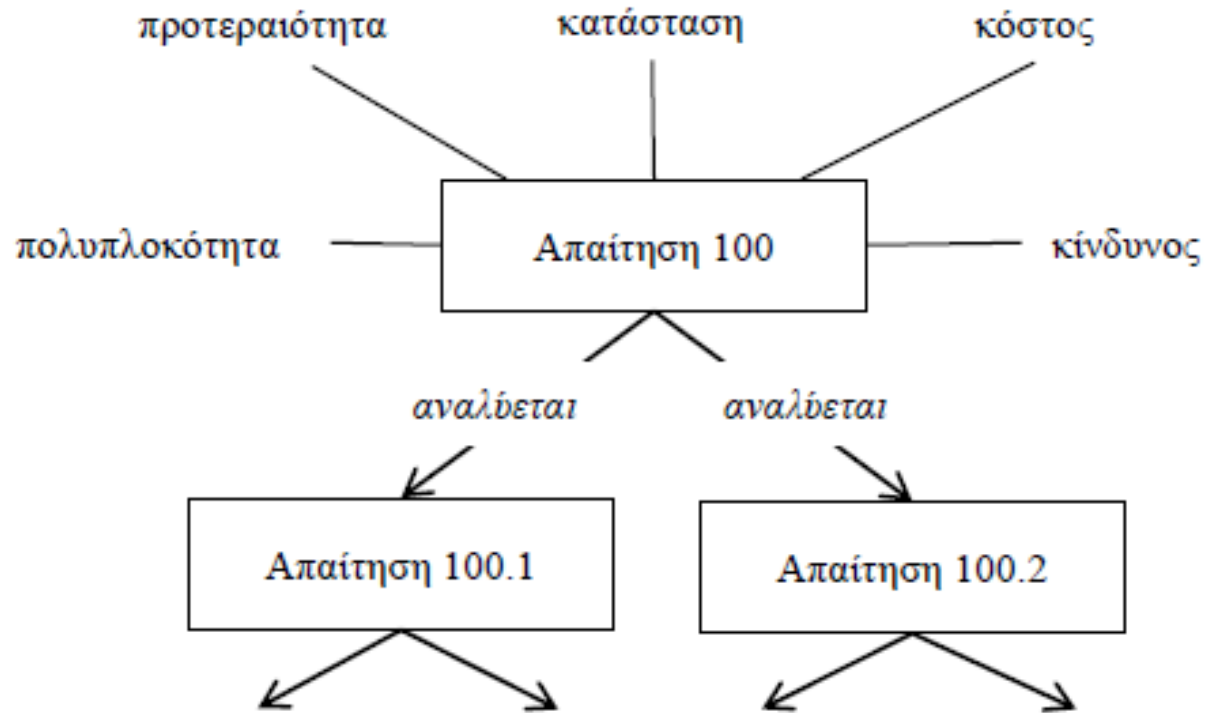 προτεραιότητα κατάσταση κόστος
πολυπλοκότητα Απαίτηση 100 κίνδυνος
αναλύεται αναλύεται
Απαίτηση 100.1 Απαίτηση 100.2